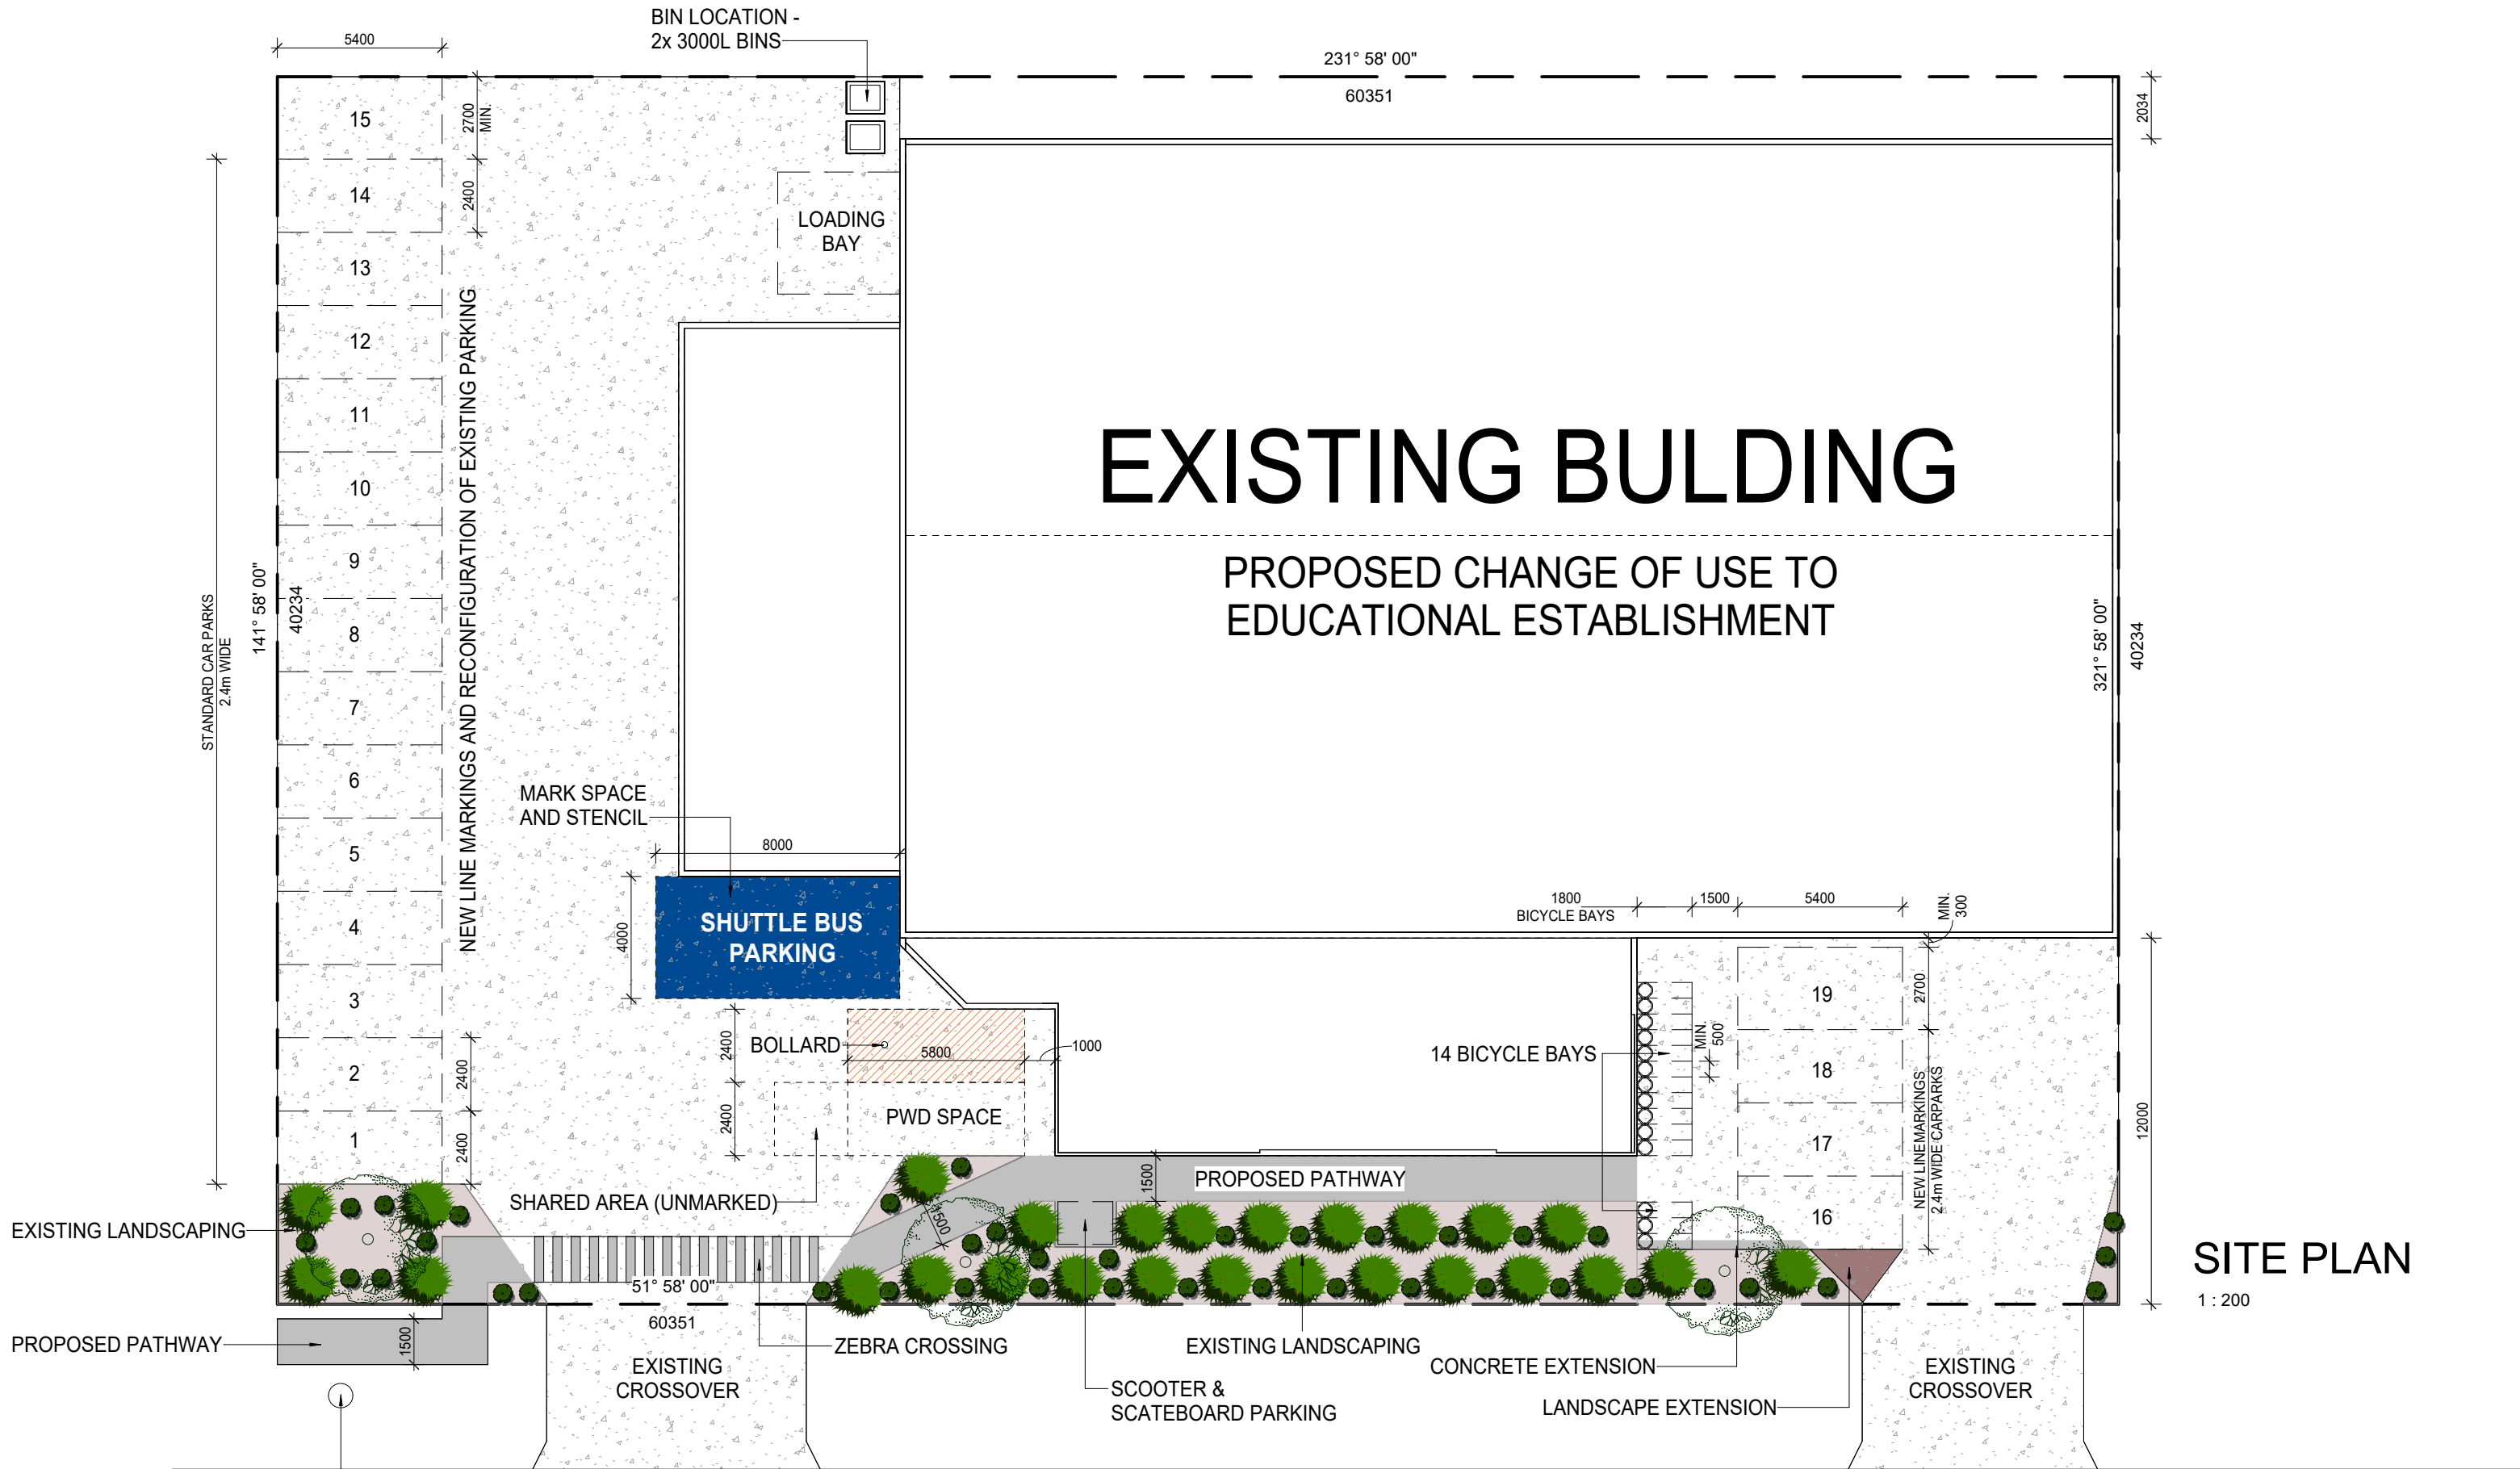 BIN LOCATION -
2x 3000L BINS
5400
231° 58' 00"
60351
2034
2700
MIN.
2400
15
14
13
12
11
10
9
8
7
6
5
4
3
2
1
LOADING
BAY
NEW LINE MARKINGS AND RECONFIGURATION OF EXISTING PARKING
STANDARD CAR PARKS
2.4m WIDE
141° 58' 00"
40234
EXISTING BULDING
PROPOSED CHANGE OF USE TO
EDUCATIONAL ESTABLISHMENT
321° 58' 00"
40234
MARK SPACE
AND STENCIL
8000
4000
SHUTTLE BUS
PARKING
1800
BICYCLE BAYS
1500
5400
MIN.
300
2700
19
18
17
16
MIN.
500
14 BICYCLE BAYS
NEW LINEMARKINGS
2.4m WIDE CARPARKS
12000
2400
BOLLARD
5800
1000
2400
PWD SPACE
2400
2400
SHARED AREA (UNMARKED)
1500
PROPOSED PATHWAY
1500
EXISTING LANDSCAPING
51° 58' 00"
60351
PROPOSED PATHWAY
1500
EXISTING
CROSSOVER
ZEBRA CROSSING
SCOOTER &
SCATEBOARD PARKING
EXISTING LANDSCAPING
CONCRETE EXTENSION
LANDSCAPE EXTENSION
EXISTING
CROSSOVER
SITE PLAN
1 : 200